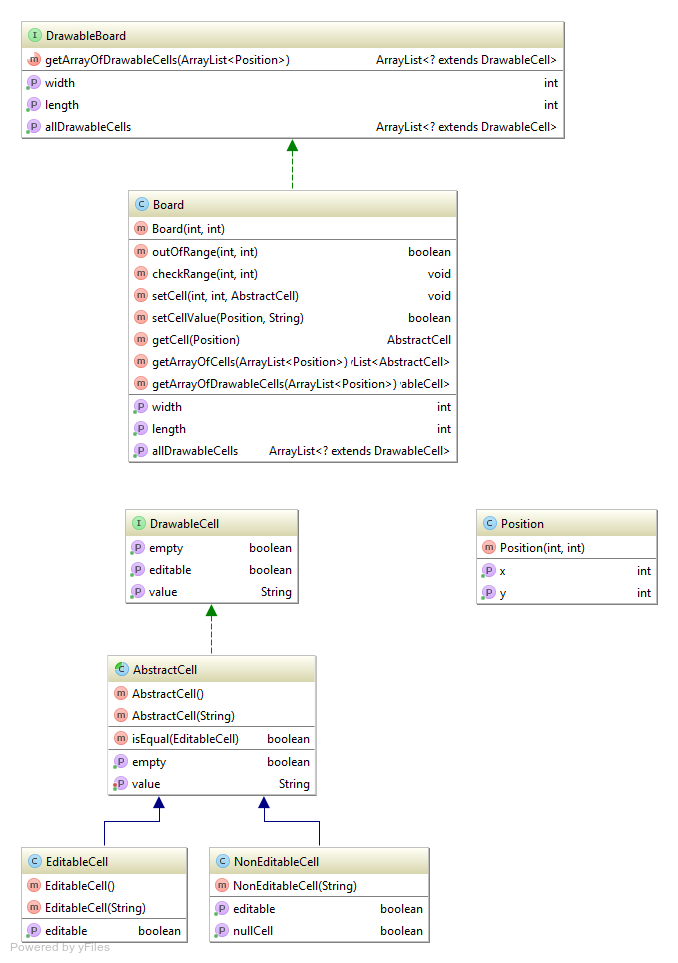 DrawableBoard
getArrayOfDrawableCells(ArrayList<Position>) ArrayList<? extends DrawableCell>
width int
length int
allDrawableCells ArrayList<? extends DrawableCell>
Board
Board(int, int)
outOfRange(int, int) boolean
checkRange(int, int) void
setCell(int, int, AbstractCell) void
setCellValue(Position, String) boolean
getCell(Position) AbstractCell
getArrayOfCells(ArrayList<Position>) List<AbstractCell>
getArrayOfDrawableCells(ArrayList<Position>) ableCell>
width int
length int
allDrawableCells ArrayList<? extends DrawableCell>
DrawableCell
empty boolean
editable boolean
value String
Position
Position(int, int)
x int
y int
AbstractCell
AbstractCell()
AbstractCell(String)
isEqual(EditableCell) boolean
empty boolean
value String
EditableCell
EditableCell()
EditableCell(String)
editable boolean
NonEditableCell
NonEditableCell(String)
editable boolean
nullCell boolean
Powered by yFiles